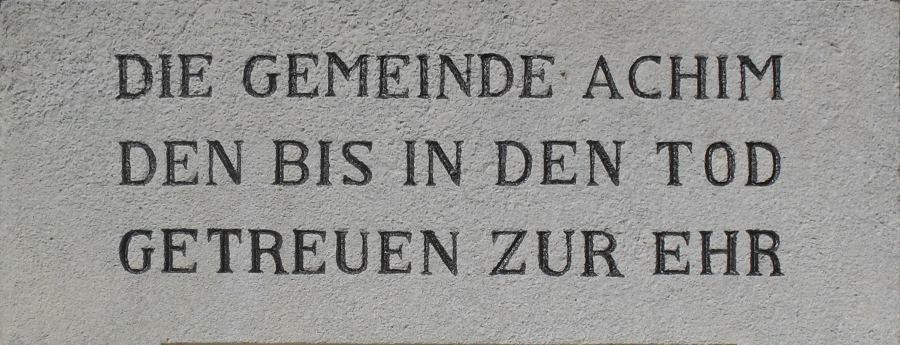 DIE GEMEINDE ACHIM
DEN BIS IN DEN TOD
GETREUEN ZUR EHR